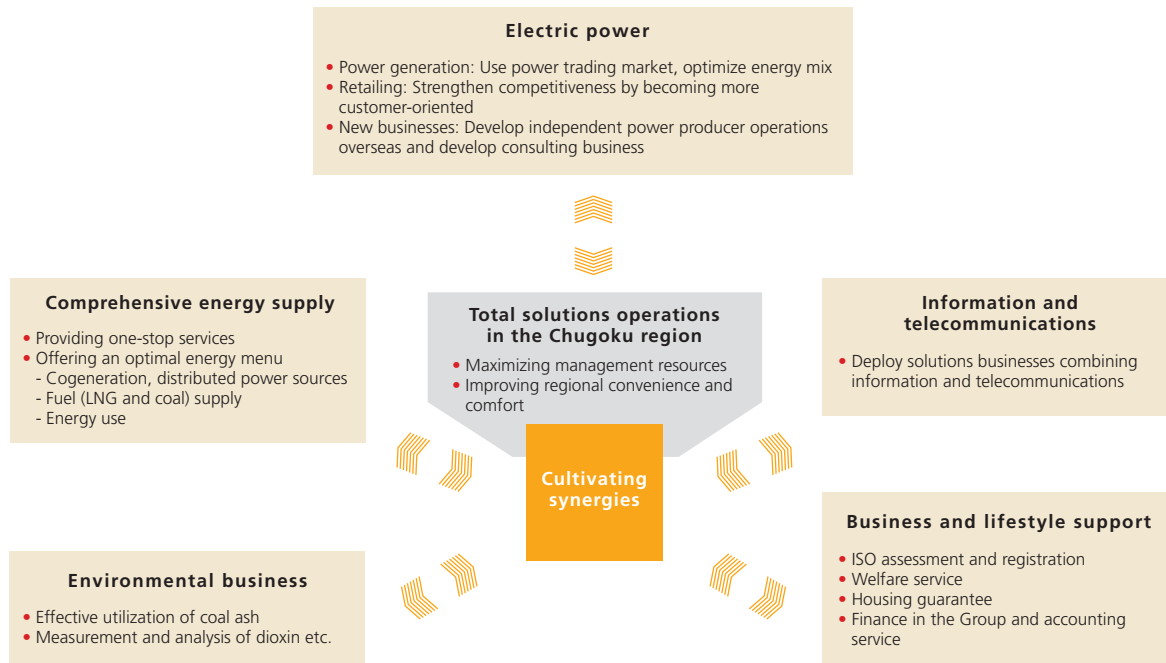 Electric power
• Power generation: Use power trading market, optimize energy mix
• Retailing: Strengthen competitiveness by becoming more
customer-oriented
• New businesses: Develop independent power producer operations
overseas and develop consulting business
Comprehensive energy supply
• Providing one-stop services
• Offering an optimal energy menu
- Cogeneration, distributed power sources
- Fuel (LNG and coal) supply
- Energy use
Total solutions operations
in the Chugoku region
• Maximizing management resources
• Improving regional convenience and
comfort
Information and
telecommunications
• Deploy solutions businesses combining
information and telecommunications
Cultivating
synergies
Environmental business
• Effective utilization of coal ash
• Measurement and analysis of dioxin etc.
Business and lifestyle support
• ISO assessment and registration
• Welfare service
• Housing guarantee
• Finance in the Group and accounting
service